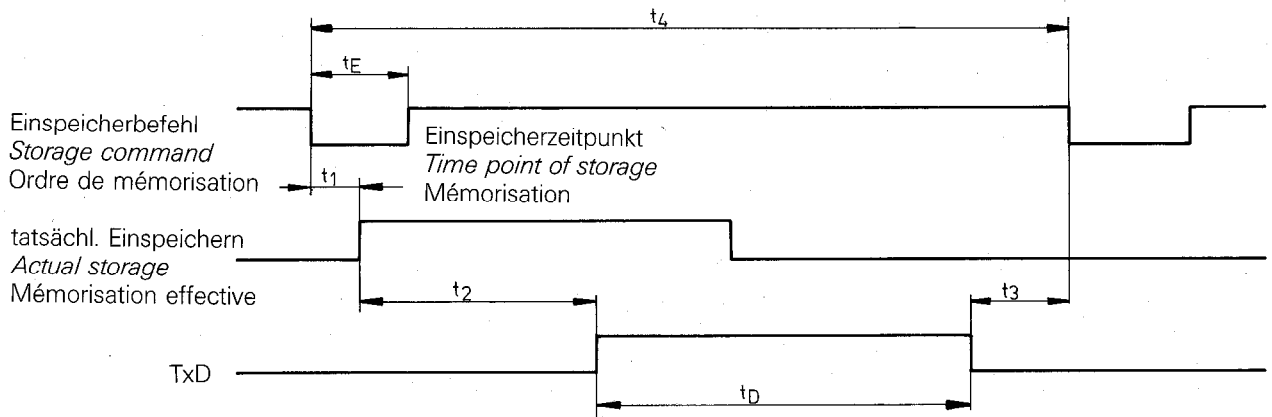 t4
tE
Einspeicherbefehl
Storage command
Ordre de mémorisation
Einspeicherzeitpunkt
Time point of storage
Mémorisation
t1
tatsächl. Einspeichern
Actual storage
Mémorisation effective
t2
t3
TxD
tD